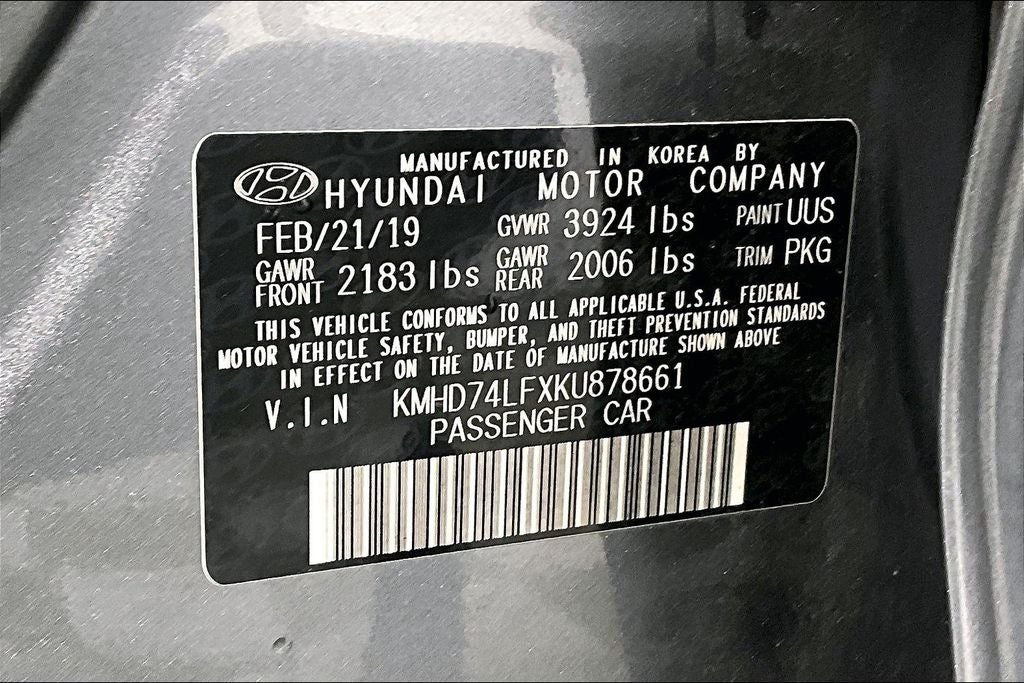 MANUFACTURED IN KOREA BY
HYUNDAI MOTOR COMPANY
FEB/21/19 GVWR 3924 lbs PAINT UUS
GAWR FRONT 2183 lbs GAWR REAR 2006 lbs TRIM PKG
THIS VEHICLE CONFORMS TO ALL APPLICABLE U.S.A. FEDERAL
MOTOR VEHICLE SAFETY, BUMPER, AND THEFT PREVENTION STANDARDS
IN EFFECT ON THE DATE OF MANUFACTURE SHOWN ABOVE
V.I.N KMHD74LFXKU878661
PASSENGER CAR